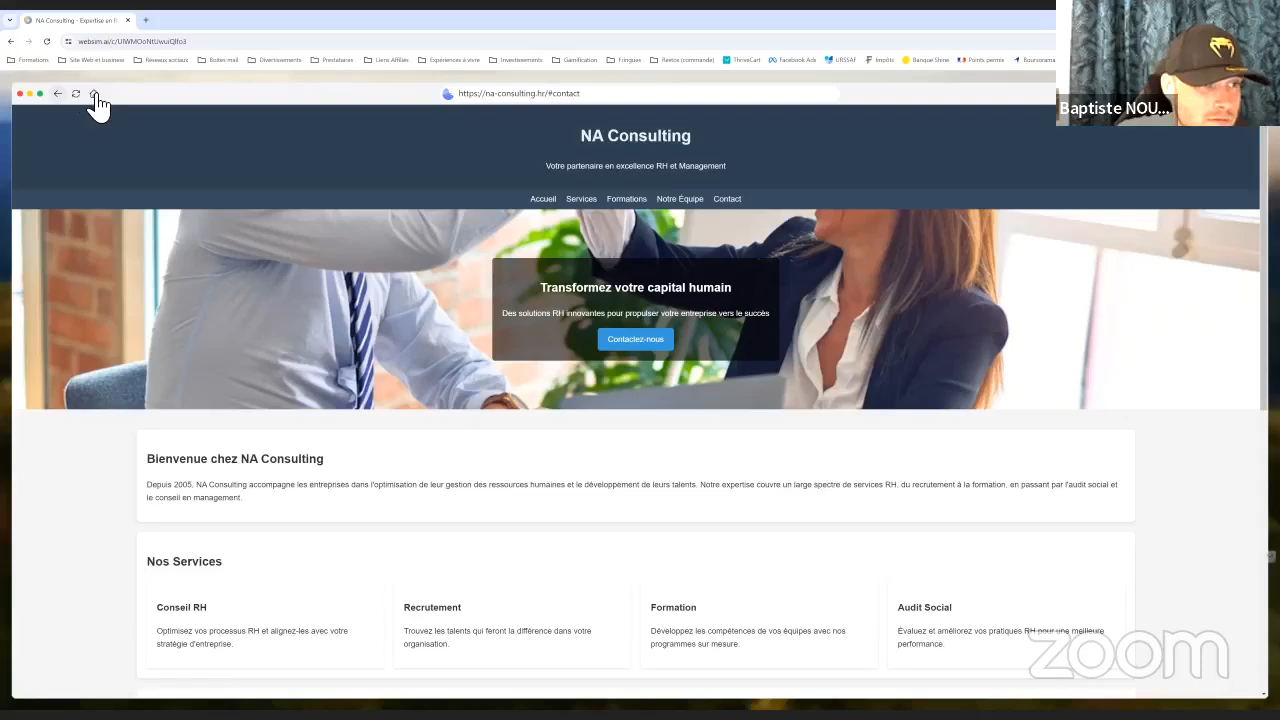 NA Consulting - Expertise en R
websim.ai/c/UlWMOoNtUwuiQlfo3
Formations
Site Web et business
Réseaux sociaux
Boites mail
Divertissements
Prestataires
Liens Affiliés
Expériences à vivre
Investissements
Gamification
Fringues
Reetos (commande)
ThriveCart
Facebook Ads
URSSAF
Impôts
Banque Shine
Points permis
Boursorama
Baptiste NOU...
https://na-consulting.hr/#contact
NA Consulting
Votre partenaire en excellence RH et Management
Accueil Services Formations Notre Équipe Contact
Transformez votre capital humain
Des solutions RH innovantes pour propulser votre entreprise vers le succès
Contactez-nous
Bienvenue chez NA Consulting
Depuis 2005, NA Consulting accompagne les entreprises dans l'optimisation de leur gestion des ressources humaines et le développement de leurs talents. Notre expertise couvre un large spectre de services RH, du recrutement à la formation, en passant par l'audit social et
le conseil en management.
Nos Services
Conseil RH
Optimisez vos processus RH et alignez-les avec votre
stratégie d'entreprise.
Recrutement
Trouvez les talents qui feront la différence dans votre
organisation.
Formation
Développez les compétences de vos équipes avec nos
programmes sur mesure.
Audit Social
Évaluez et améliorez vos pratiques RH pour une meilleure
performance.
zoom